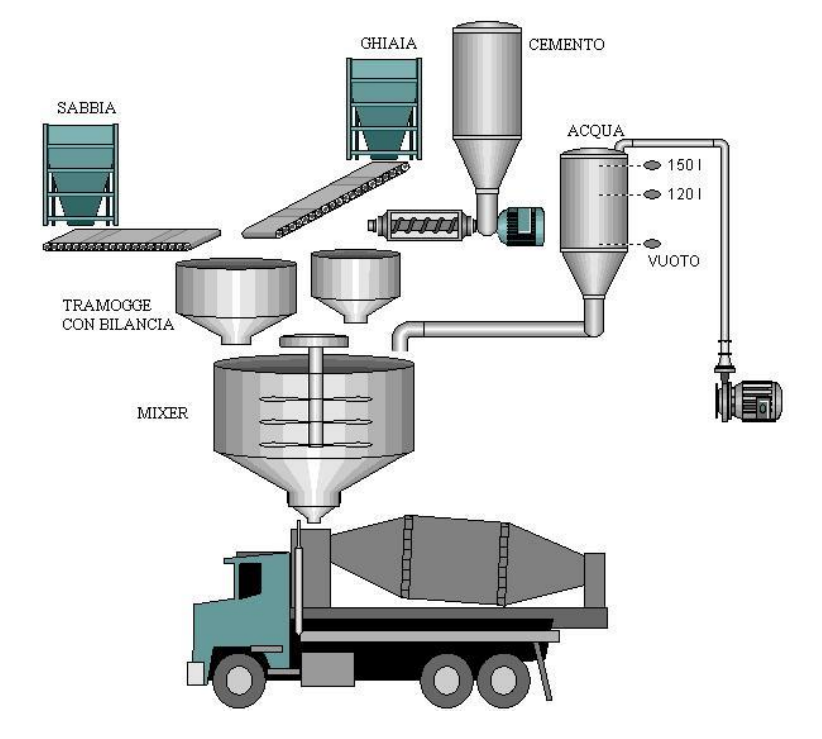 GHIAIA
CEMENTO
SABBIA
ACQUA
150 l
120 l
VUOTO
TRAMOGGE
CON BILANCIA
MIXER